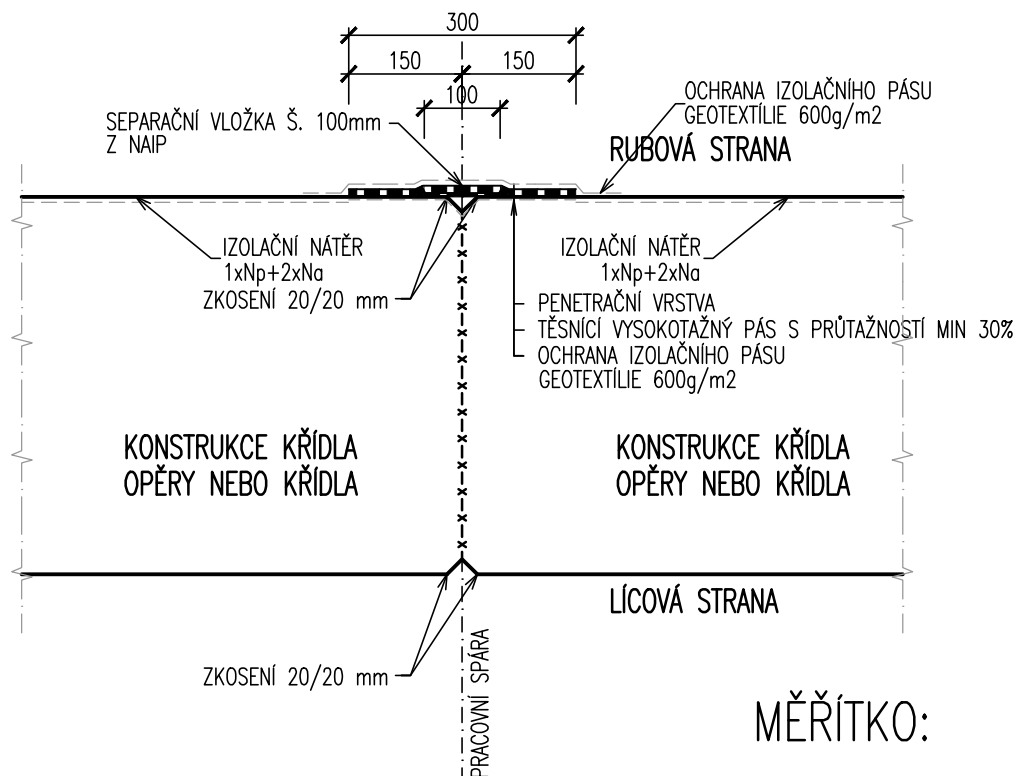 300
150
150
100
SEPARAČNÍ VLOŽKA Š. 100mm
Z NAIP
OCHRANA IZOLAČNÍHO PÁSU
GEOTEXTÍLIE 600g/m2
RUBOVÁ STRANA
IZOLAČNÍ NÁTĚR
1xNp+2xNa
ZKOSENÍ 20/20 mm
IZOLAČNÍ NÁTĚR
1xNp+2xNa
PENETRAČNÍ VRSTVA
TĚSNÍCÍ VYSOKOTAŽNÝ PÁS S PRŮTAŽNOSTÍ MIN 30%
OCHRANA IZOLAČNÍHO PÁSU
GEOTEXTÍLIE 600g/m2
KONSTRUKCE KŘÍDLA
OPĚRY NEBO KŘÍDLA
KONSTRUKCE KŘÍDLA
OPĚRY NEBO KŘÍDLA
LÍCOVÁ STRANA
ZKOSENÍ 20/20 mm
PRACOVNÍ SPÁRA
MĚŘÍTKO: